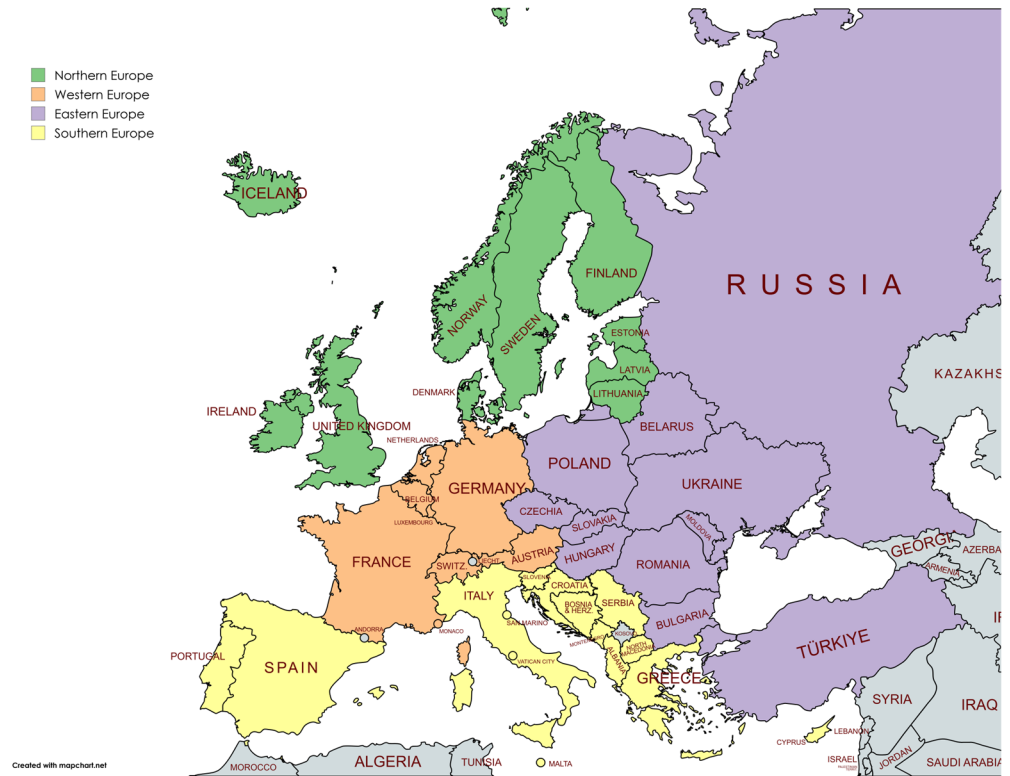 Northern Europe
Western Europe
Eastern Europe
Southern Europe
ICELAND
RUSSIA
FINLAND
NORWAY
SWEDEN
ESTONIA
LATVIA
LITHUANIA
KAZAKHS
DENMARK
IRELAND
UNITED KINGDOM
NETHERLANDS
BELARUS
POLAND
UKRAINE
GERMANY
BELGIUM
LUXEMBOURG
CZECHIA
SLOVAKIA
MOLDOVA
FRANCE
SWITZ.
LIECHT.
AUSTRIA
HUNGARY
ROMANIA
GEORGI
AZERBA
ARMENIA
SLOVENIA
CROATIA
ITALY
BOSNIA
& HERZ.
SERBIA
BULGARIA
SAN MARINO
ANDORRA
MONACO
MONTENEGRO
KOSOVO
NORTH
MACEDONIA
ALBANIA
TÜRKIYE
PORTUGAL
SPAIN
VATICAN CITY
GREECE
SYRIA
IRAQ
CYPRUS
LEBANON
ISRAEL
JORDAN
SAUDI ARABIA
MOROCCO
ALGERIA
TUNISIA
MALTA
Created with mapchart.net